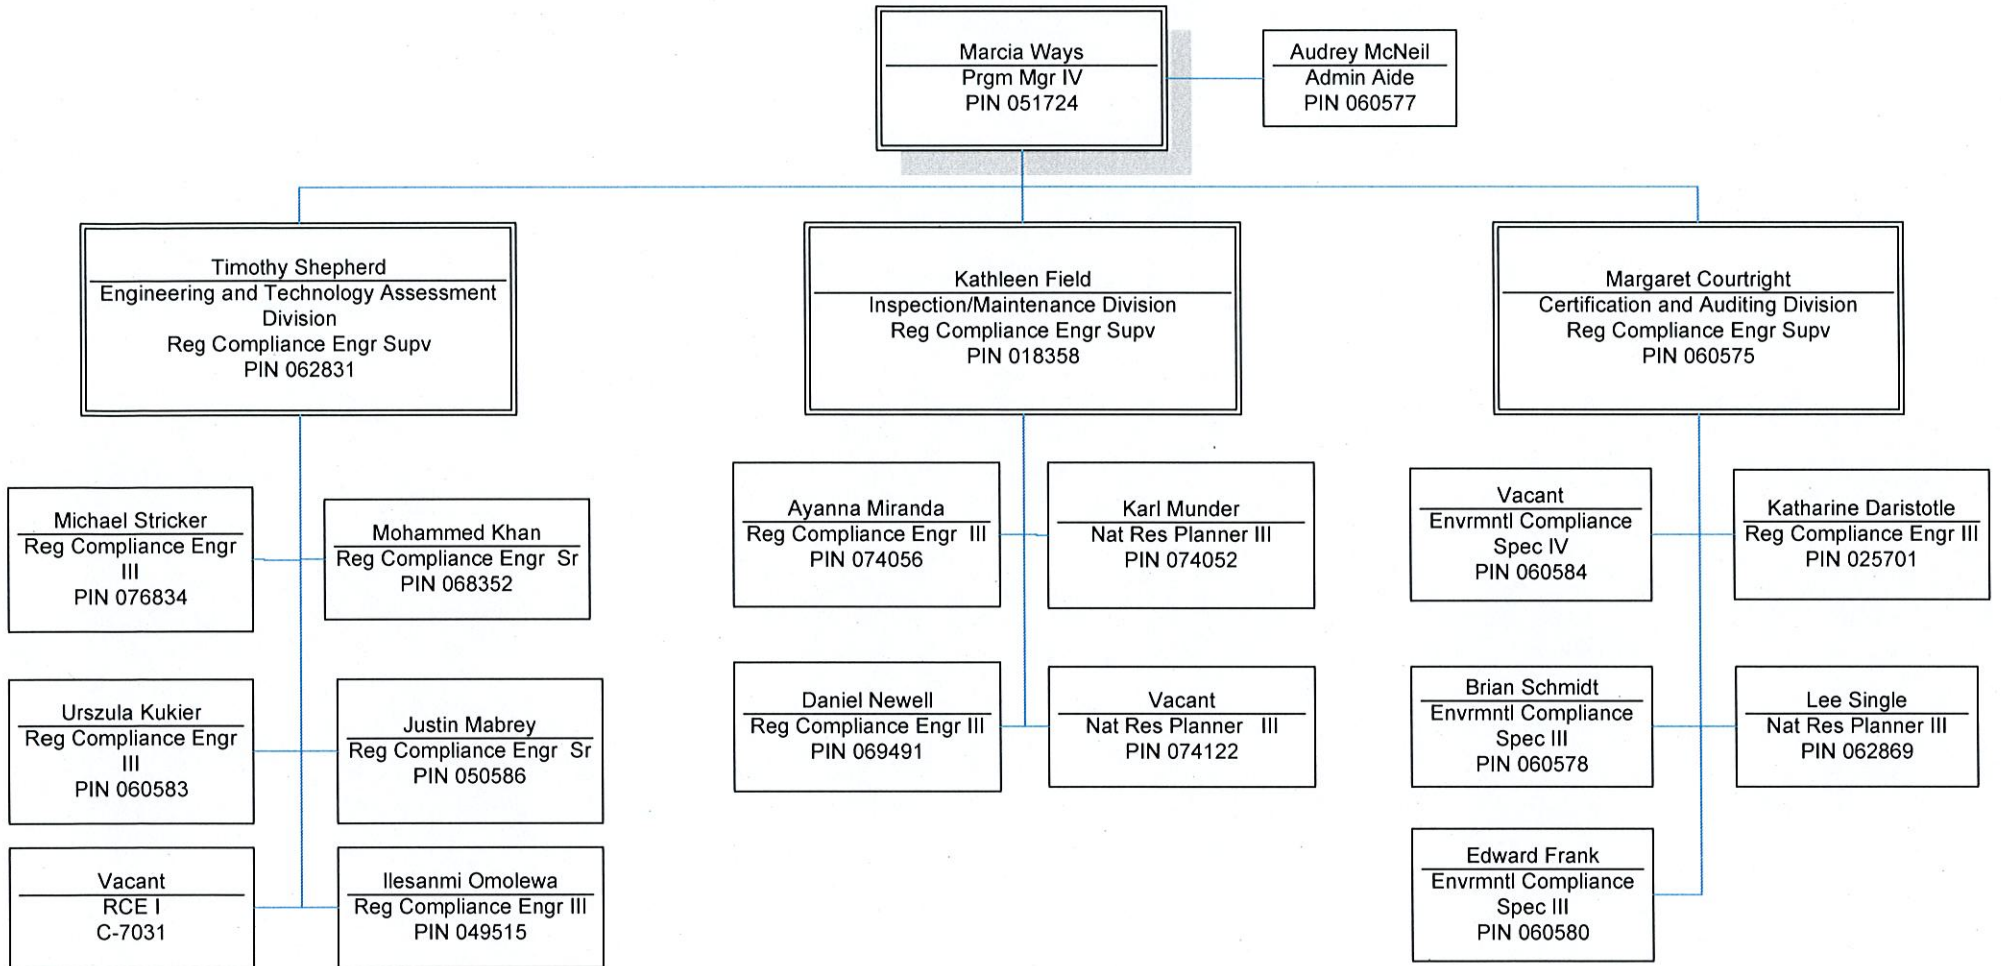 Marcia Ways
Prgm Mgr IV
PIN 051724
Audrey McNeil
Admin Aide
PIN 060577
Timothy Shepherd
Engineering and Technology Assessment
Division
Reg Compliance Engr Supv
PIN 062831
Kathleen Field
Inspection/Maintenance Division
Reg Compliance Engr Supv
PIN 018358
Margaret Courtright
Certification and Auditing Division
Reg Compliance Engr Supv
PIN 060575
Michael Stricker
Reg Compliance Engr
III
PIN 076834
Mohammed Khan
Reg Compliance Engr Sr
PIN 068352
Urszula Kukier
Reg Compliance Engr
III
PIN 060583
Justin Mabrey
Reg Compliance Engr Sr
PIN 050586
Vacant
RCE I
C-7031
Ilesanmi Omolewa
Reg Compliance Engr III
PIN 049515
Ayanna Miranda
Reg Compliance Engr III
PIN 074056
Karl Munder
Nat Res Planner III
PIN 074052
Daniel Newell
Reg Compliance Engr III
PIN 069491
Vacant
Nat Res Planner III
PIN 074122
Vacant
Envrmntl Compliance
Spec IV
PIN 060584
Katharine Daristotle
Reg Compliance Engr III
PIN 025701
Brian Schmidt
Envrmntl Compliance
Spec III
PIN 060578
Lee Single
Nat Res Planner III
PIN 062869
Edward Frank
Envrmntl Compliance
Spec III
PIN 060580